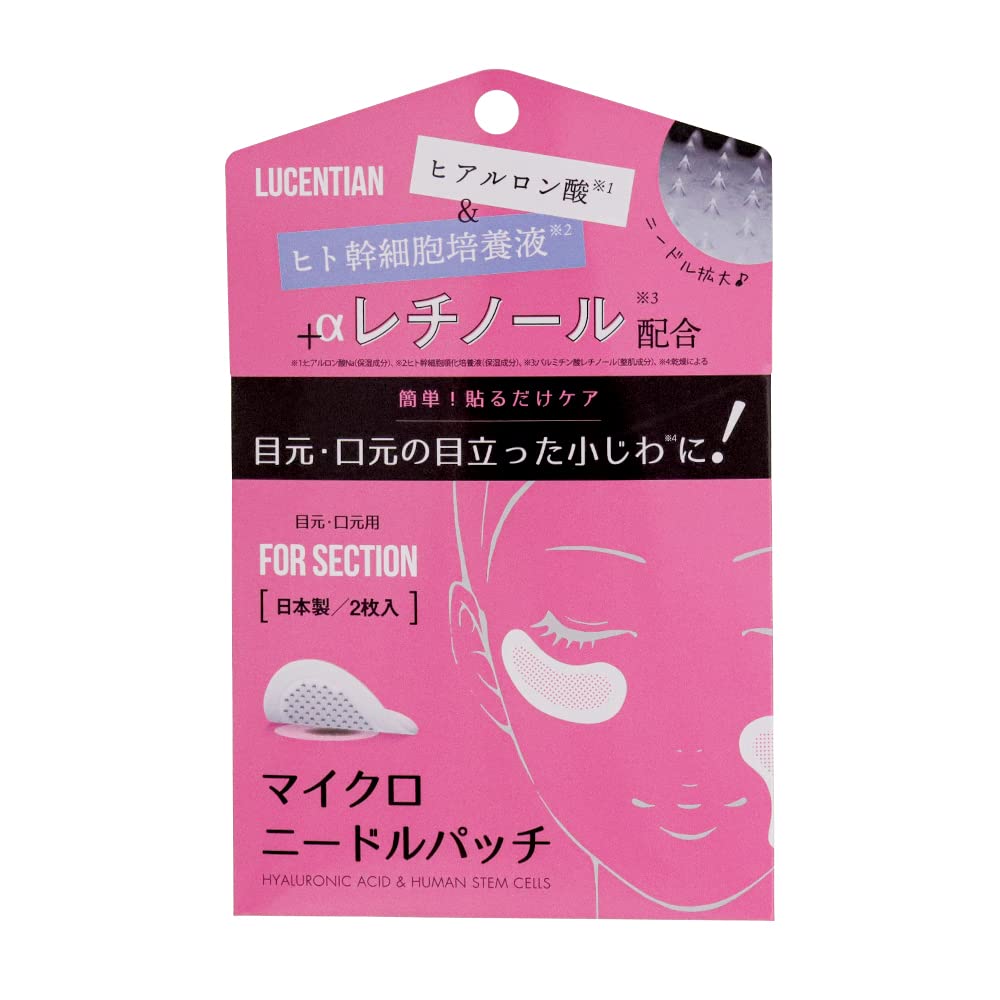 LUCENTIAN
ヒアルロン酸※1
&
ヒト幹細胞培養液※2
+αレチノール※3
配合
ニードル拡大♪
※1:ヒアルロン酸Na(保湿成分)、※2:ヒト幹細胞順化培養液(保湿成分)、※3:パルミチン酸レチノール(整肌成分)、※4:乾燥による
簡単！貼るだけケア
目元・口元の目立った小じわ※4に！
目元・口元用
FOR SECTION
[日本製／2枚入]
マイクロ
ニードルパッチ
HYALURONIC ACID & HUMAN STEM CELLS